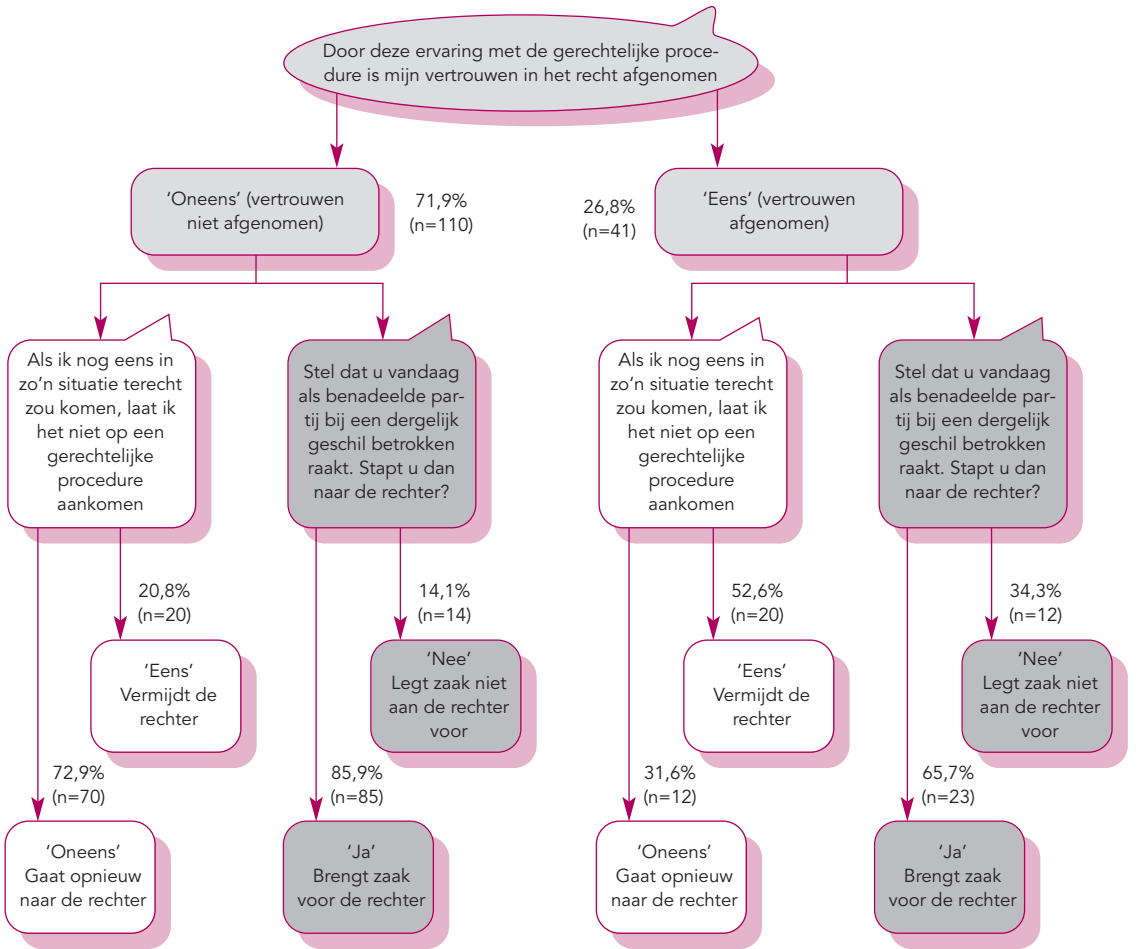 Door deze ervaring met de gerechtelijke proce-
dure is mijn vertrouwen in het recht afgenomen
‘Oneens’ (vertrouwen
niet afgenomen)
71,9%
(n=110)
26,8%
(n=41)
‘Eens’ (vertrouwen
afgenomen)
Als ik nog eens in
zo’n situatie terecht
zou komen, laat ik
het niet op een
gerechtelijke
procedure
aankomen
Stel dat u vandaag
als benadeelde par-
tij bij een dergelijk
geschil betrokken
raakt. Stapt u dan
naar de rechter?
Als ik nog eens in
zo’n situatie terecht
zou komen, laat ik
het niet op een
gerechtelijke
procedure
aankomen
Stel dat u vandaag
als benadeelde par-
tij bij een dergelijk
geschil betrokken
raakt. Stapt u dan
naar de rechter?
20,8%
(n=20)
14,1%
(n=14)
52,6%
(n=20)
34,3%
(n=12)
‘Eens’
Vermijdt de
rechter
‘Nee’
Legt zaak niet
aan de rechter
voor
‘Eens’
Vermijdt de
rechter
‘Nee’
Legt zaak niet
aan de rechter
voor
72,9%
(n=70)
85,9%
(n=85)
31,6%
(n=12)
65,7%
(n=23)
‘Oneens’
Gaat opnieuw
naar de rechter
‘Ja’
Brengt zaak
voor de rechter
‘Oneens’
Gaat opnieuw
naar de rechter
‘Ja’
Brengt zaak
voor de rechter